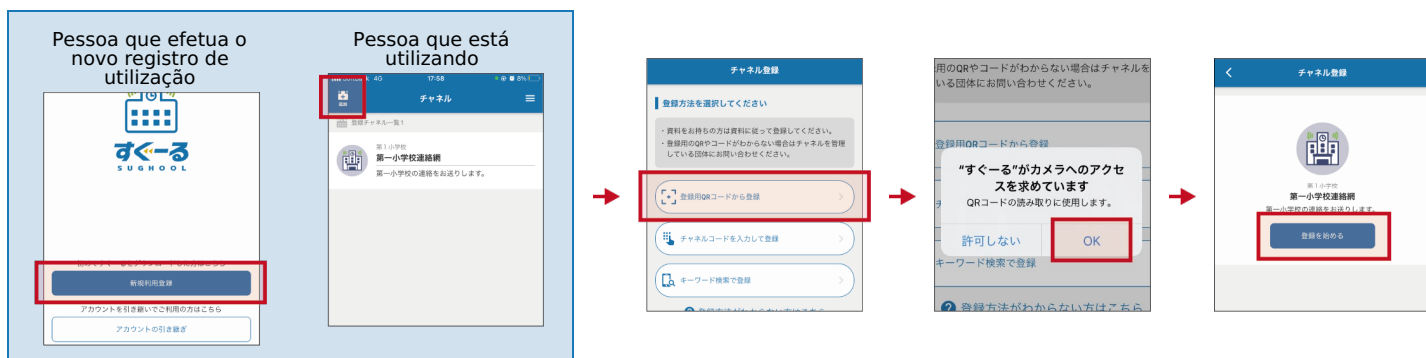 Pessoa que efetua o
novo registro de
utilização
すぐーる
SUGHOOL
新規利用登録
アカウントを引き継いでご利用の方はこちら
アカウントの引き継ぎ
Pessoa que está
utilizando
4G 17:58 8%
追加 チャネル
登録チャネル一覧1
第1小学校
第一小学校連絡網
第一小学校の連絡をお送りします。
チャネル登録
登録方法を選択してください
・資料をお持ちの方は資料に従って登録してください。
・登録用のQRやコードがわからない場合はチャネルを管理
している団体にお問い合わせください。
登録用QRコードから登録
チャネルコードを入力して登録
キーワード検索で登録
登録方法がわからない方はこちら
用のQRやコードがわからない場合はチャネルを
いる団体にお問い合わせください。
登録用QRコードから登録
"すぐーる"がカメラへのアクセ
スを求めています
QRコードの読み取りに使用します。
許可しない
OK
キーワード検索で登録
登録方法がわからない方はこちら
チャネル登録
第1小学校
第一小学校連絡網
第一小学校の連絡をお送りします。
登録を始める